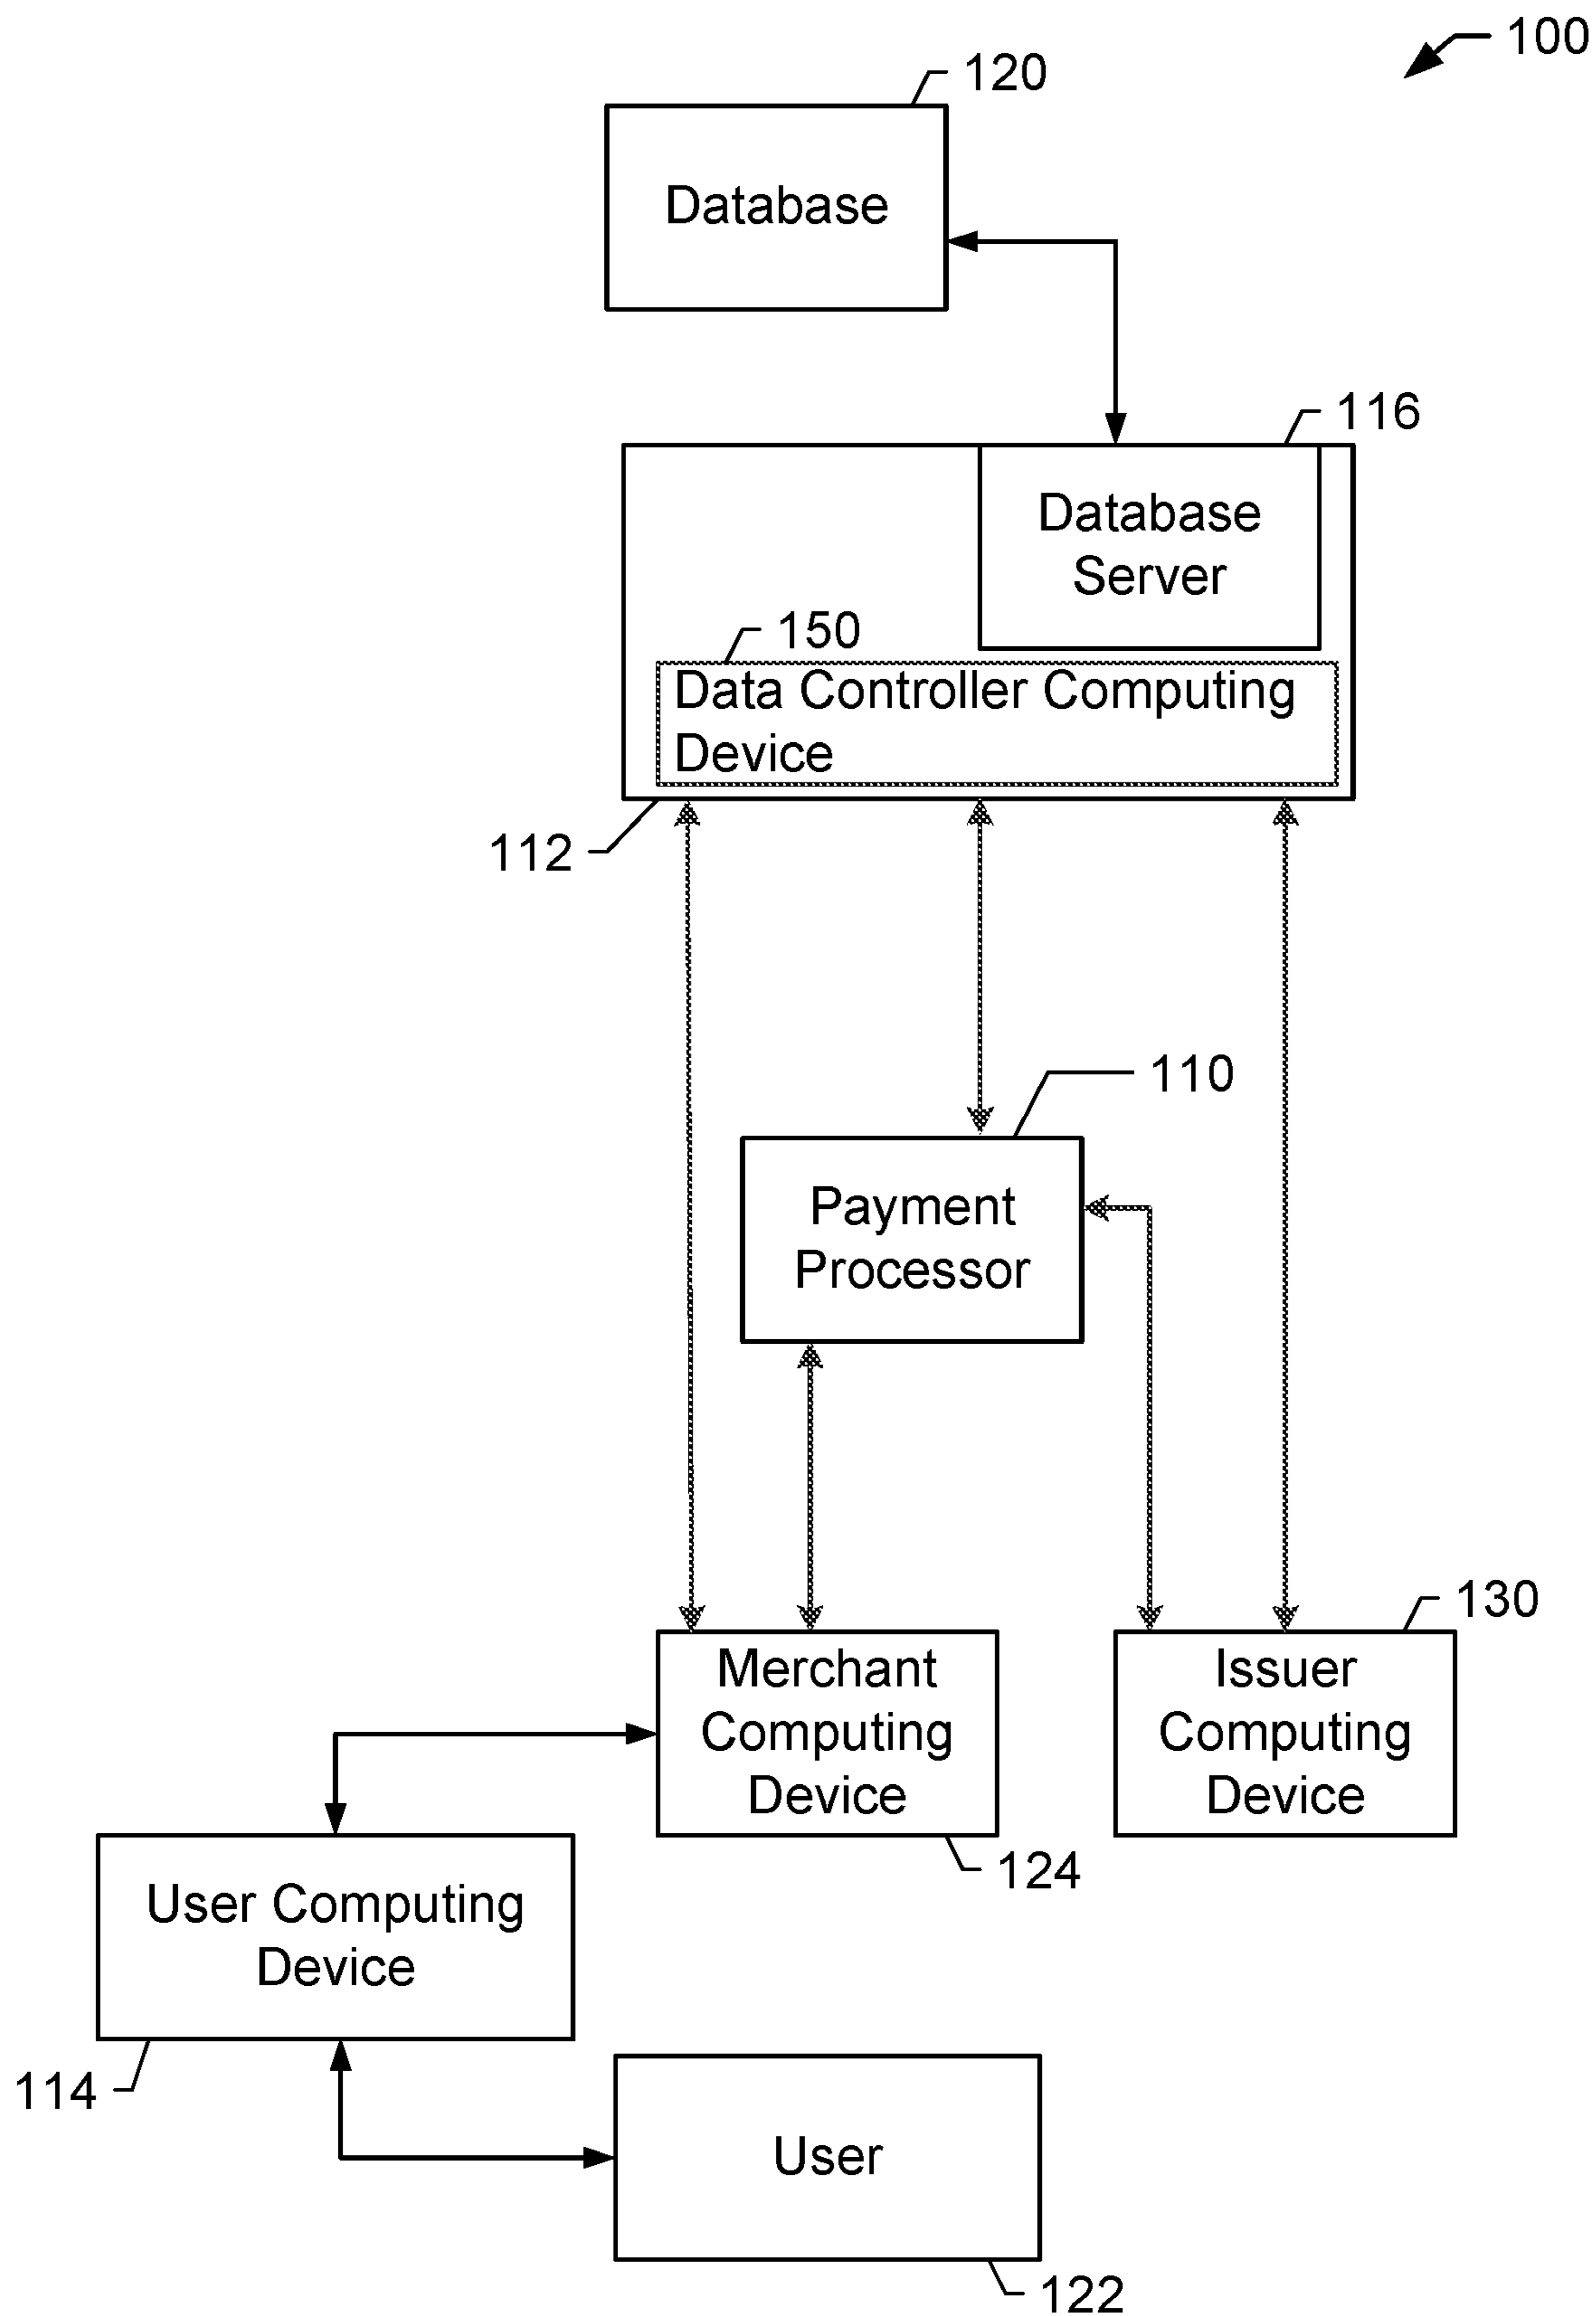 100
120
Database
116
Database
Server
150
Data Controller Computing
Device
112
110
Payment
Processor
130
Merchant
Computing
Device
Issuer
Computing
Device
124
User Computing
Device
114
User
122